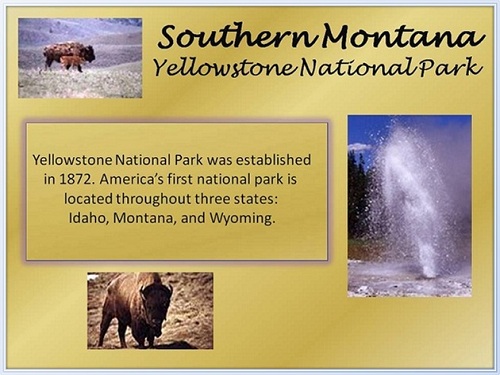 Southern Montana
Yellowstone National Park
Yellowstone National Park was established
in 1872. America's first national park is
located throughout three states:
Idaho, Montana, and Wyoming.